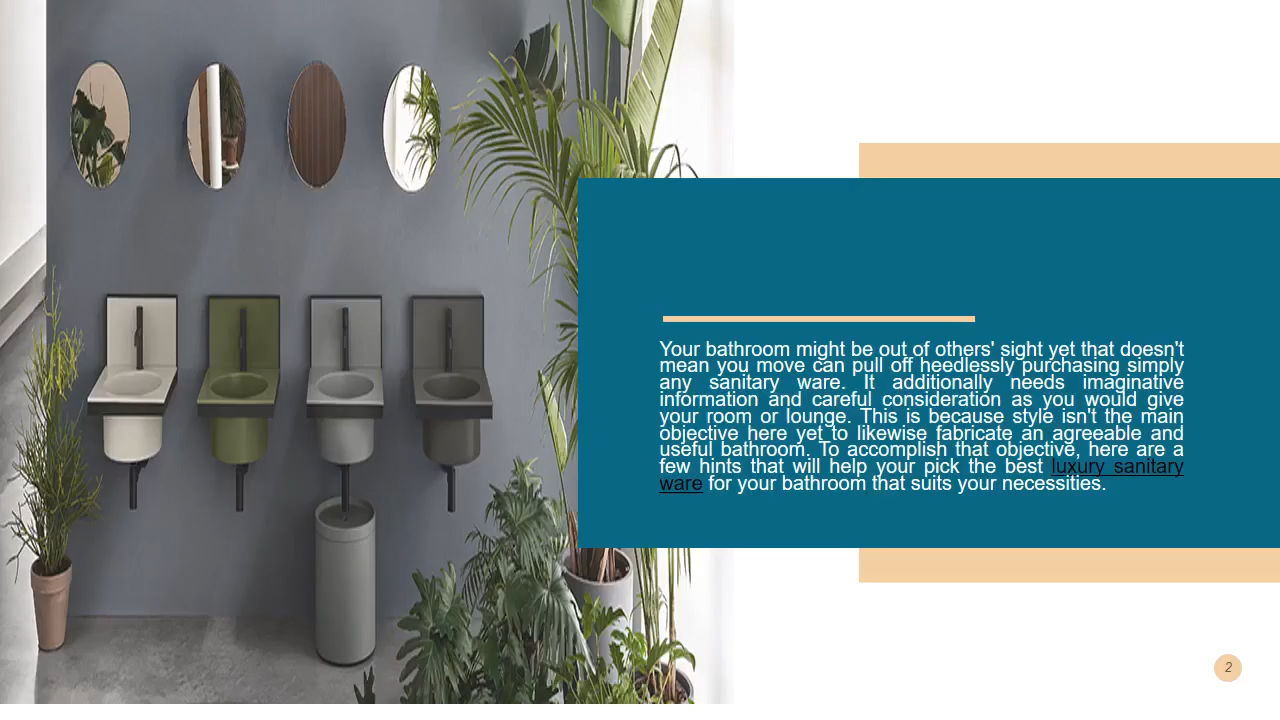 Your bathroom might be out of others' sight yet that doesn't
mean you move can pull off heedlessly purchasing simply
any sanitary ware. It additionally needs imaginative
information and careful consideration as you would give
your room or lounge. This is because style isn't the main
objective here yet to likewise fabricate an agreeable and
useful bathroom. To accomplish that objective, here are a
few hints that will help your pick the best luxury sanitary
ware for your bathroom that suits your necessities.
2